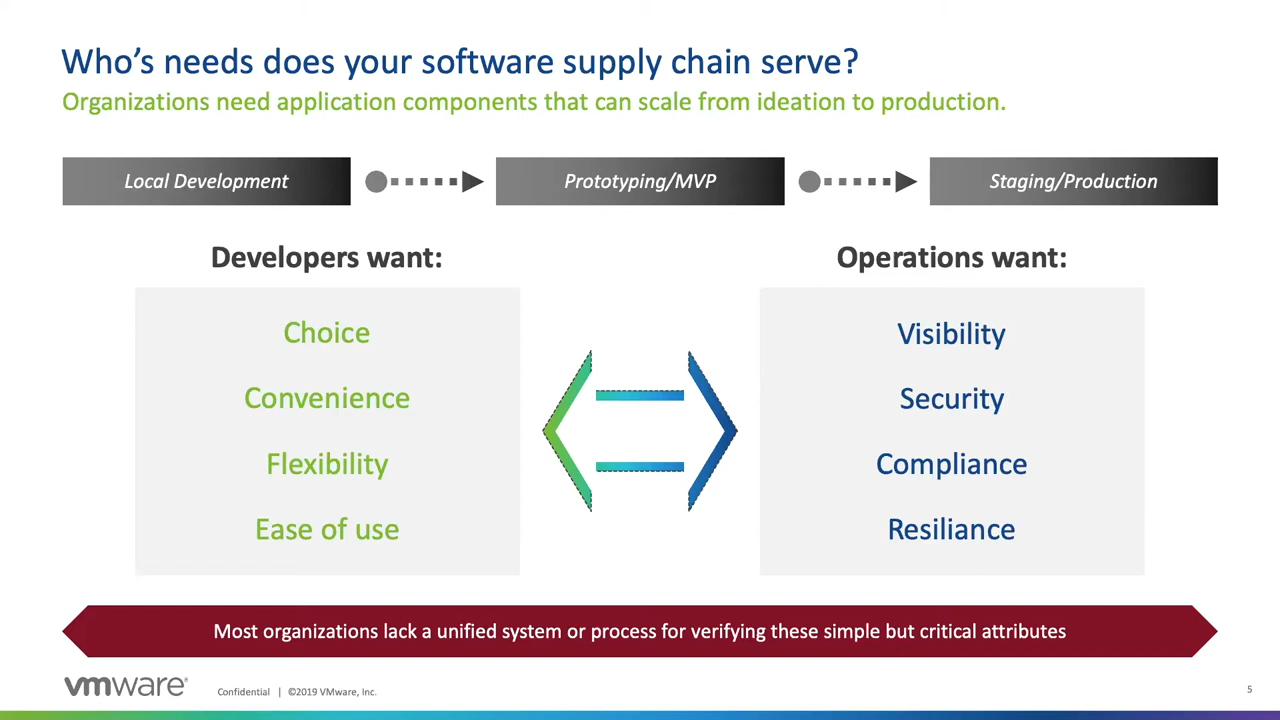 Who’s needs does your software supply chain serve?
Organizations need application components that can scale from ideation to production.
Local Development
Prototyping/MVP
Staging/Production
Developers want:
Choice
Convenience
Flexibility
Ease of use
Operations want:
Visibility
Security
Compliance
Resiliance
Most organizations lack a unified system or process for verifying these simple but critical attributes
vmware®
Confidential | ©2019 VMware, Inc.
5